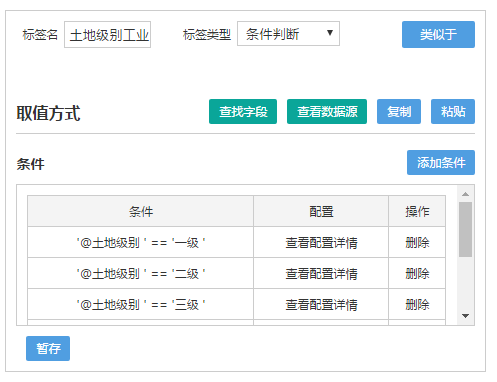 标签名 土地级别工业 标签类型 条件判断 类似于
取值方式 查找字段 查看数据源 复制 粘贴
条件 添加条件
条件 配置 操作
'@土地级别 ' == '一级 ' 查看配置详情 删除
'@土地级别 ' == '二级 ' 查看配置详情 删除
'@土地级别 ' == '三级 ' 查看配置详情 删除
暂存